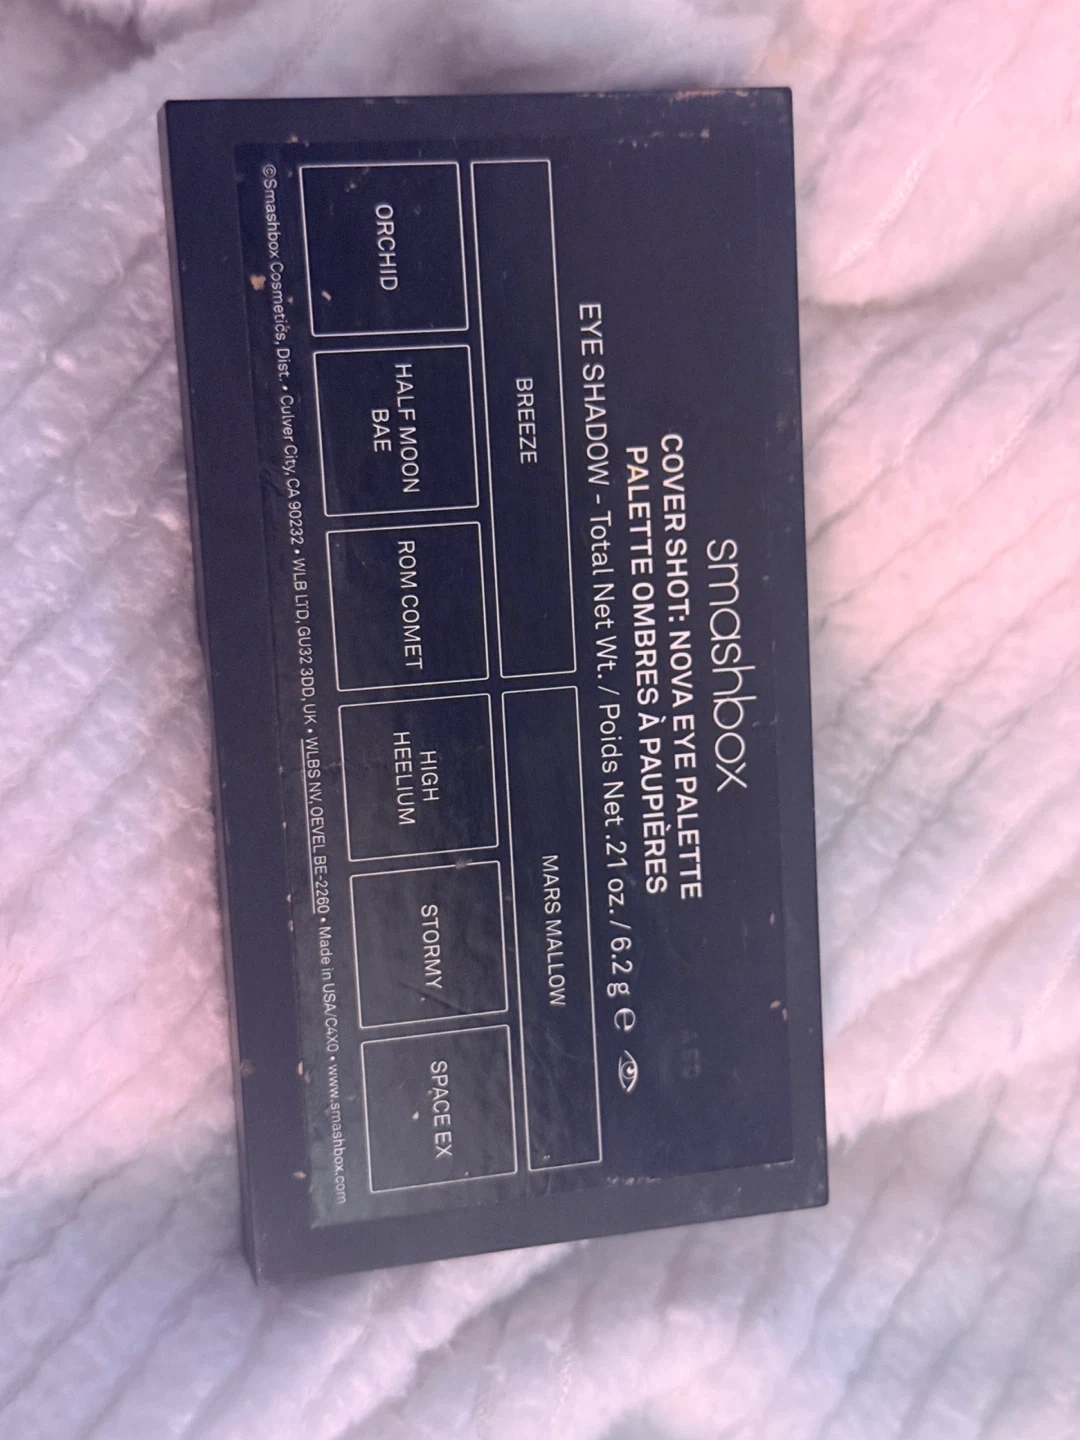 smashbox
COVER SHOT: NOVA EYE PALETTE
PALETTE OMBRES À PAUPIÈRES
EYE SHADOW - Total Net Wt. / Poids Net .21 oz. / 6.2 g ℮
BREEZE
MARS MALLOW
ORCHID
HALF MOON
BAE
ROM COMET
HIGH
HEELIUM
STORMY
SPACE EX
©Smashbox Cosmetics, Dist. • Culver City, CA 90232 • WLB LTD, GU32 3DD, UK • WLBS NV, OEVEL BE-2260 • Made in USA/C4X0 • www.smashbox.com